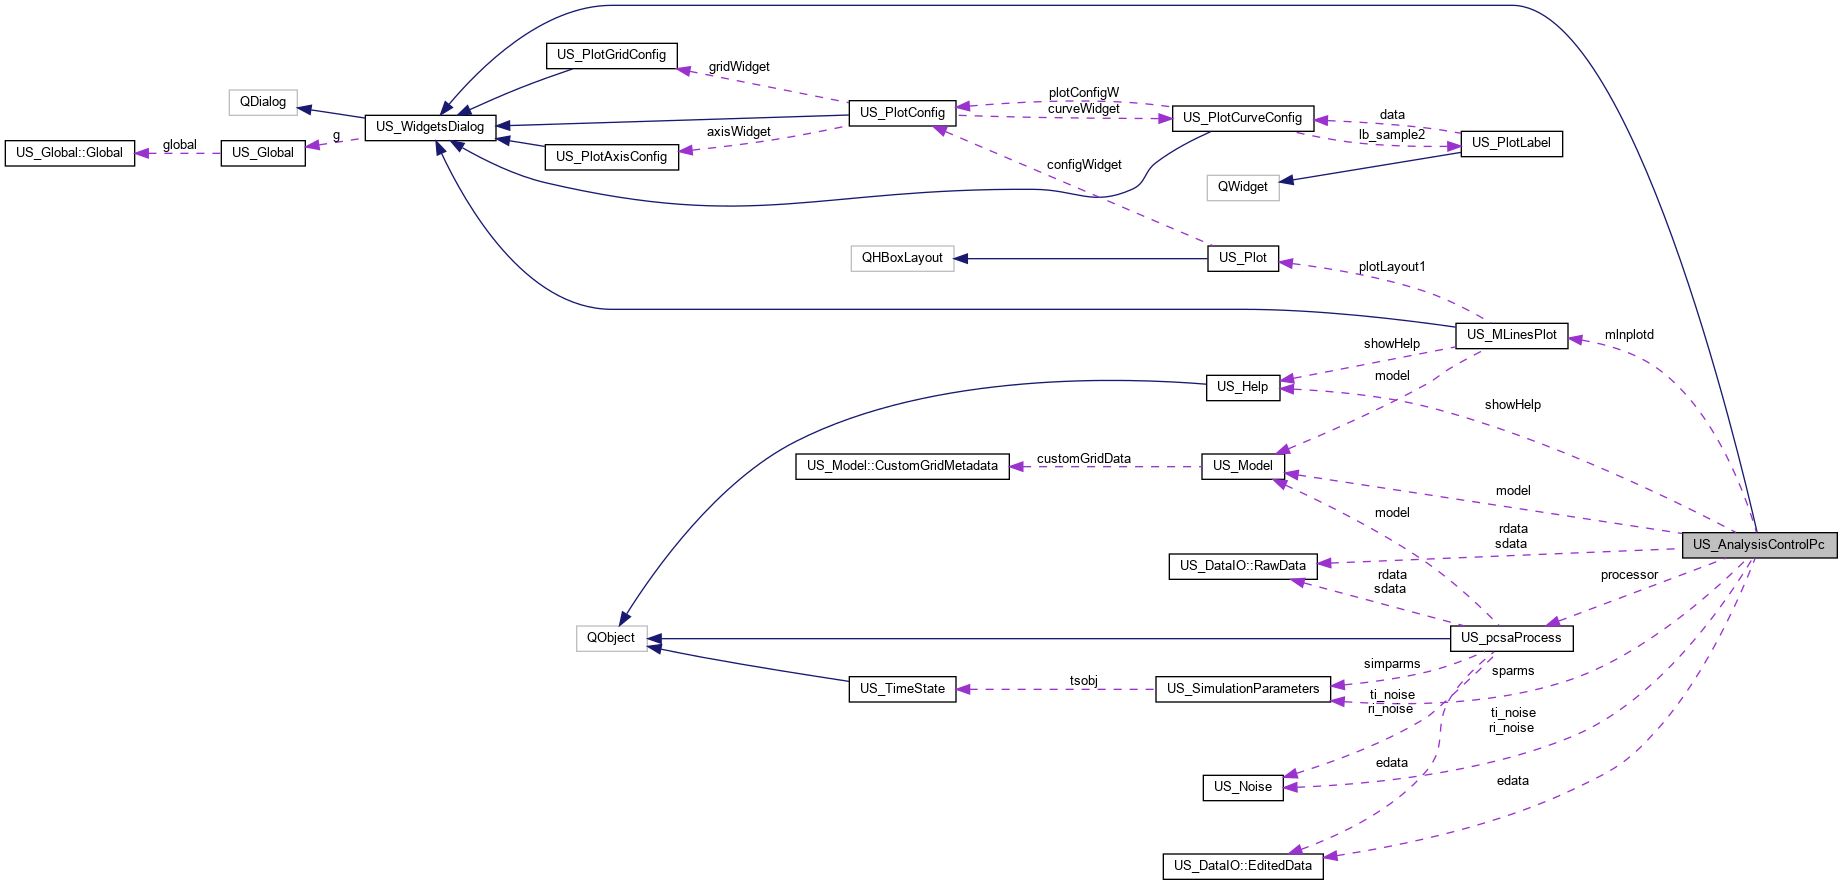 US_PlotGridConfig
gridWidget
QDialog
plotConfigW
US_PlotConfig
curveWidget
US_PlotCurveConfig
data
US_WidgetsDialog
axisWidget
lb_sample2
US_PlotLabel
g
global
US_Global::Global
US_Global
US_PlotAxisConfig
configWidget
QWidget
QHBoxLayout
US_Plot
plotLayout1
US_MLinesPlot
mlnplotd
showHelp
model
US_Help
showHelp
US_Model::CustomGridMetadata
customGridData
US_Model
model
model
rdata
sdata
US_AnalysisControlPc
US_DataIO::RawData
rdata
sdata
processor
QObject
US_pcsaProcess
simparms
sparms
US_TimeState
tsobj
US_SimulationParameters
ti_noise
ri_noise
ti_noise
ri_noise
edata
US_Noise
edata
US_DataIO::EditedData